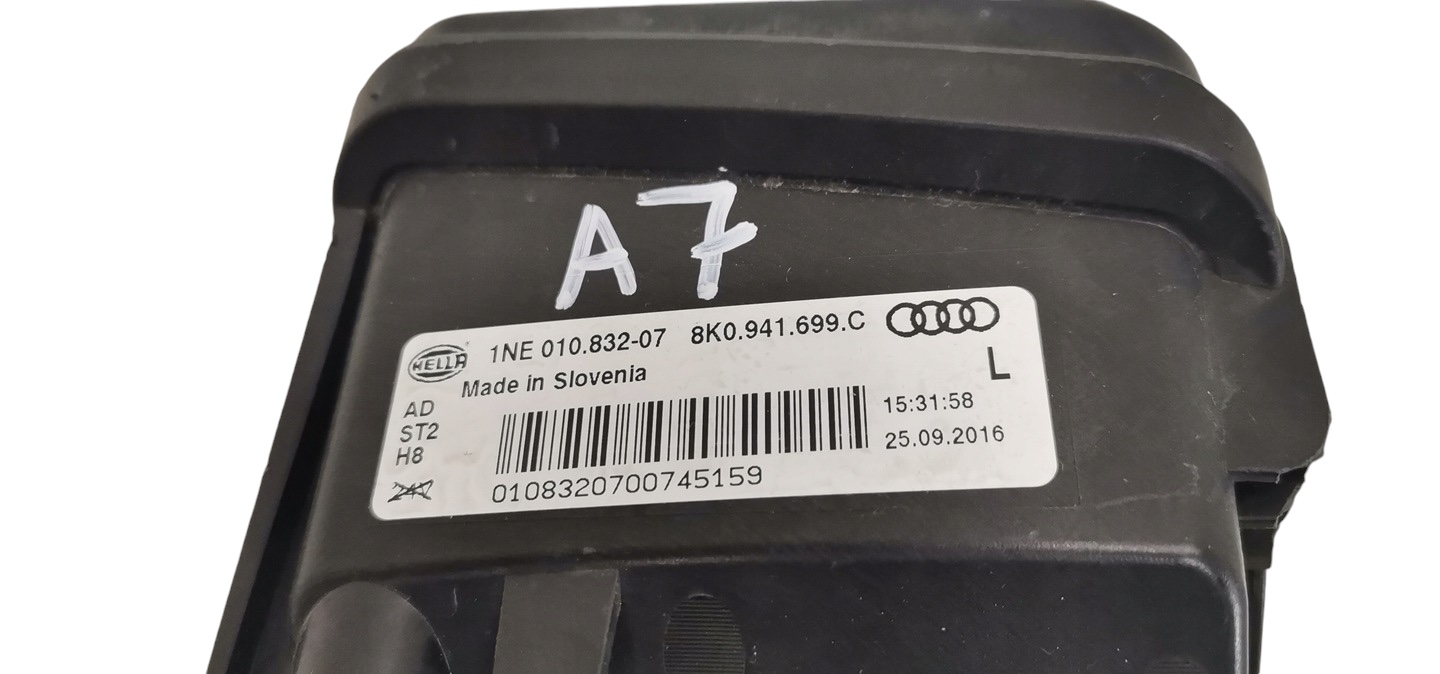 A7
HELLA 1NE 010.832-07 8K0.941.699.C
Made in Slovenia L
AD 15:31:58
ST2 25.09.2016
H8
0108320700745159